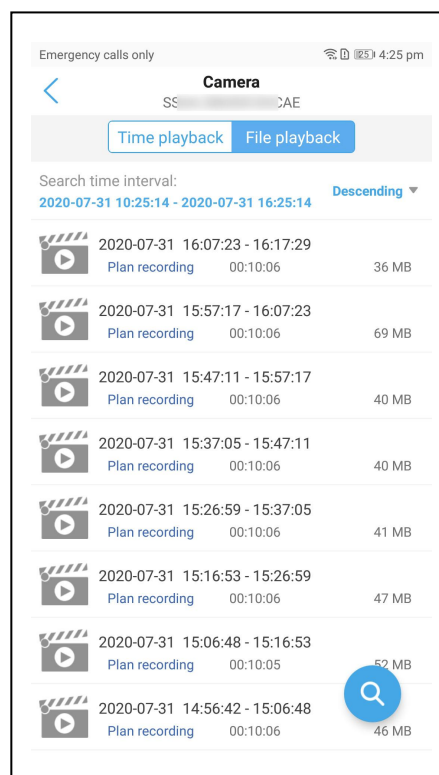 Emergency calls only 25 4:25 pm
Camera
SS CAE
Time playback File playback
Search time interval:
2020-07-31 10:25:14 - 2020-07-31 16:25:14 Descending
2020-07-31 16:07:23 - 16:17:29
Plan recording 00:10:06 36 MB
2020-07-31 15:57:17 - 16:07:23
Plan recording 00:10:06 69 MB
2020-07-31 15:47:11 - 15:57:17
Plan recording 00:10:06 40 MB
2020-07-31 15:37:05 - 15:47:11
Plan recording 00:10:06 40 MB
2020-07-31 15:26:59 - 15:37:05
Plan recording 00:10:06 41 MB
2020-07-31 15:16:53 - 15:26:59
Plan recording 00:10:06 47 MB
2020-07-31 15:06:48 - 15:16:53
Plan recording 00:10:05 52 MB
2020-07-31 14:56:42 - 15:06:48
Plan recording 00:10:06 46 MB